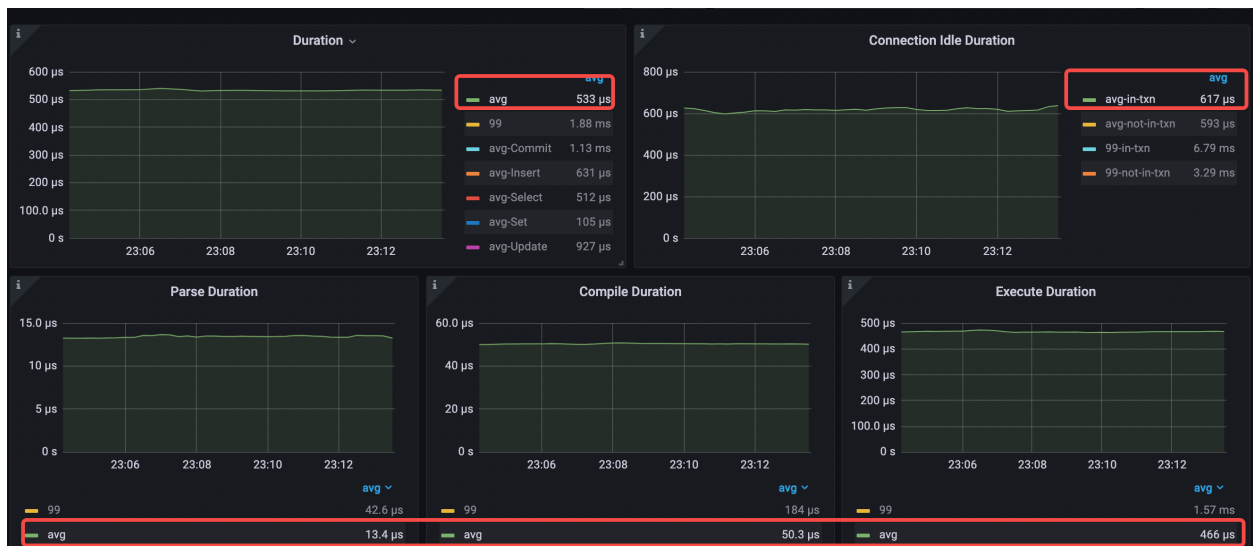 i
Duration
600 µs
500 µs
400 µs
300 µs
200 µs
100.0 µs
0 s
23:06 23:08 23:10 23:12
avg
avg 533 µs
99 1.88 ms
avg-Commit 1.13 ms
avg-Insert 631 µs
avg-Select 512 µs
avg-Set 105 µs
avg-Update 927 µs
i
Connection Idle Duration
800 µs
600 µs
400 µs
200 µs
0 s
23:06 23:08 23:10 23:12
avg
avg-in-txn 617 µs
avg-not-in-txn 593 µs
99-in-txn 6.79 ms
99-not-in-txn 3.29 ms
i
Parse Duration
15.0 µs
10 µs
5 µs
0 s
23:06 23:08 23:10 23:12
avg
99 42.6 µs
avg 13.4 µs
i
Compile Duration
60.0 µs
40 µs
20 µs
0 s
23:06 23:08 23:10 23:12
avg
99 184 µs
avg 50.3 µs
i
Execute Duration
500 µs
400 µs
300 µs
200 µs
100.0 µs
0 s
23:06 23:08 23:10 23:12
avg
99 1.57 ms
avg 466 µs